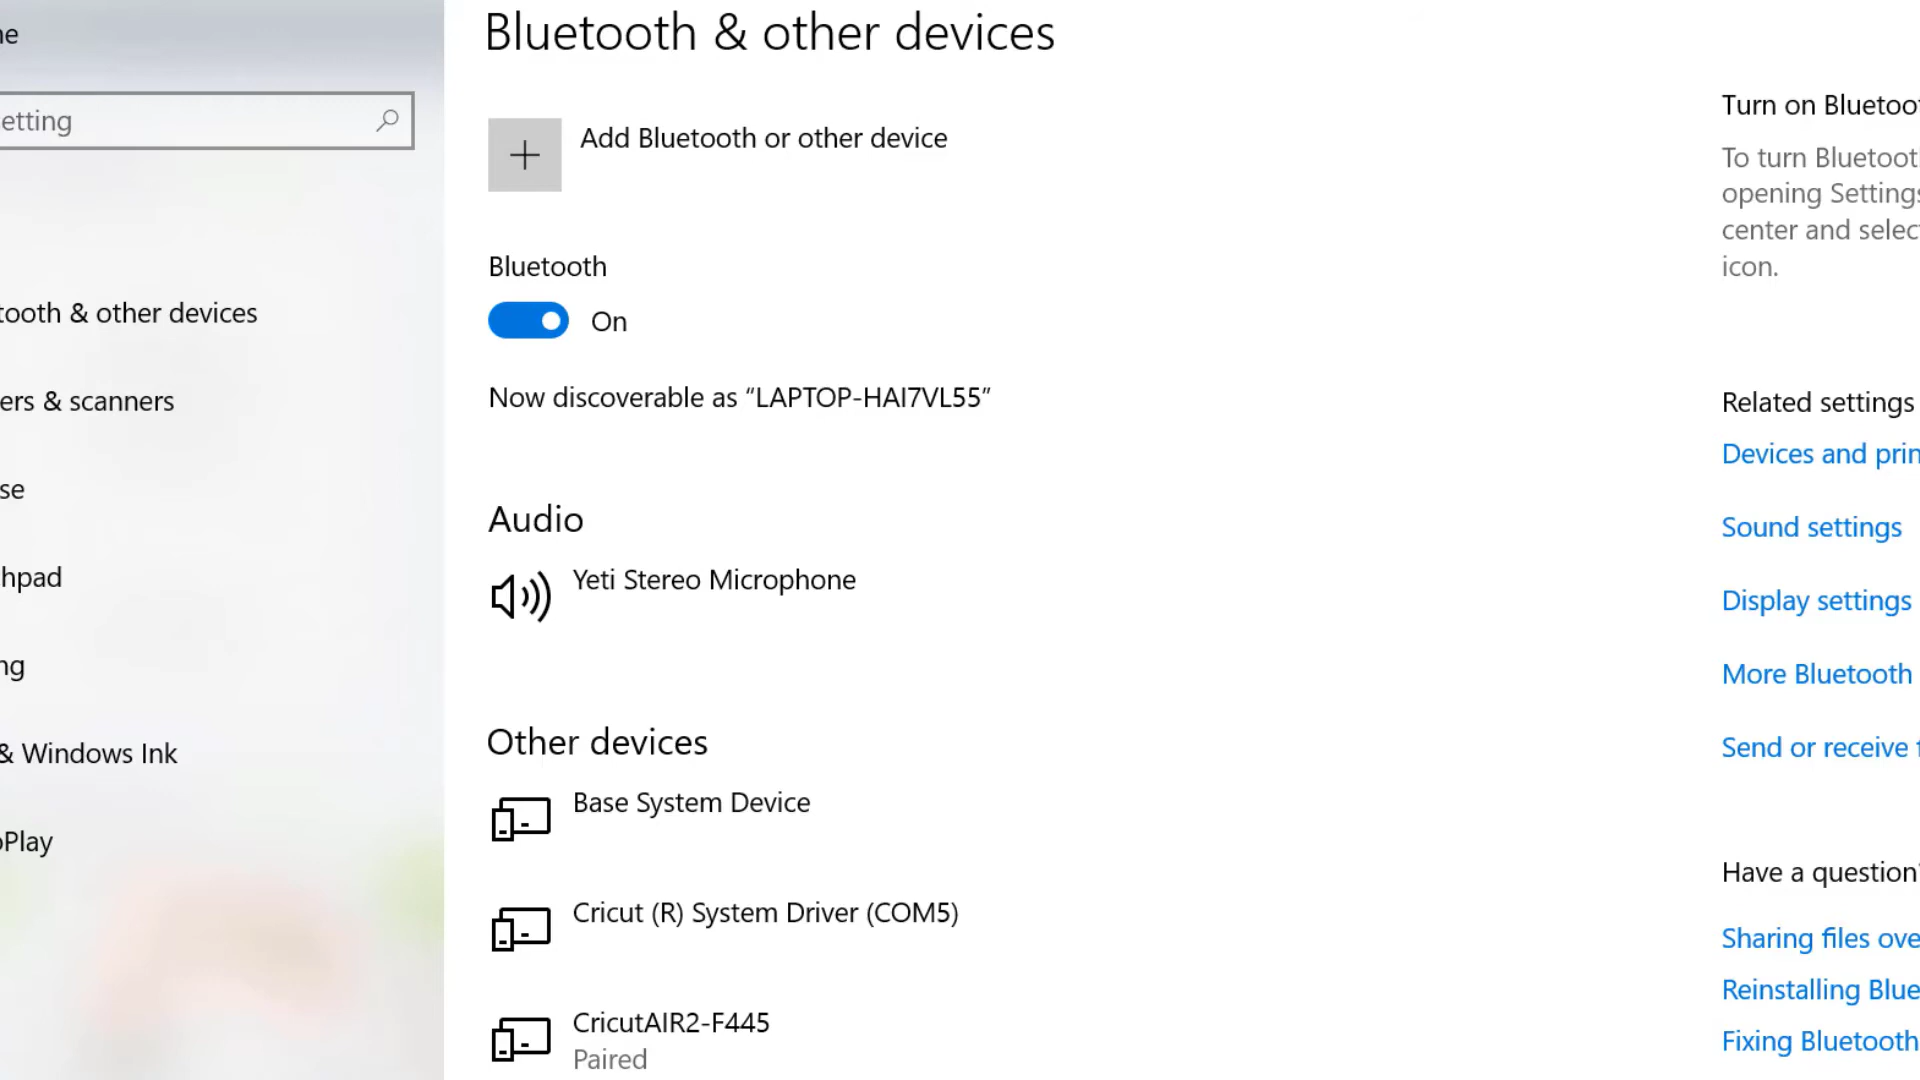 Bluetooth & other devices
etting
Add Bluetooth or other device
Bluetooth
On
Now discoverable as “LAPTOP-HAI7VL55”
tooth & other devices
ers & scanners
se
hpad
ng
& Windows Ink
oPlay
Audio
Yeti Stereo Microphone
Other devices
Base System Device
Cricut (R) System Driver (COM5)
CricutAIR2-F445
Paired
Turn on Bluetoot
To turn Bluetooth
opening Settings
center and selec
icon.
Related settings
Devices and prin
Sound settings
Display settings
More Bluetooth
Send or receive f
Have a question?
Sharing files ove
Reinstalling Blue
Fixing Bluetooth